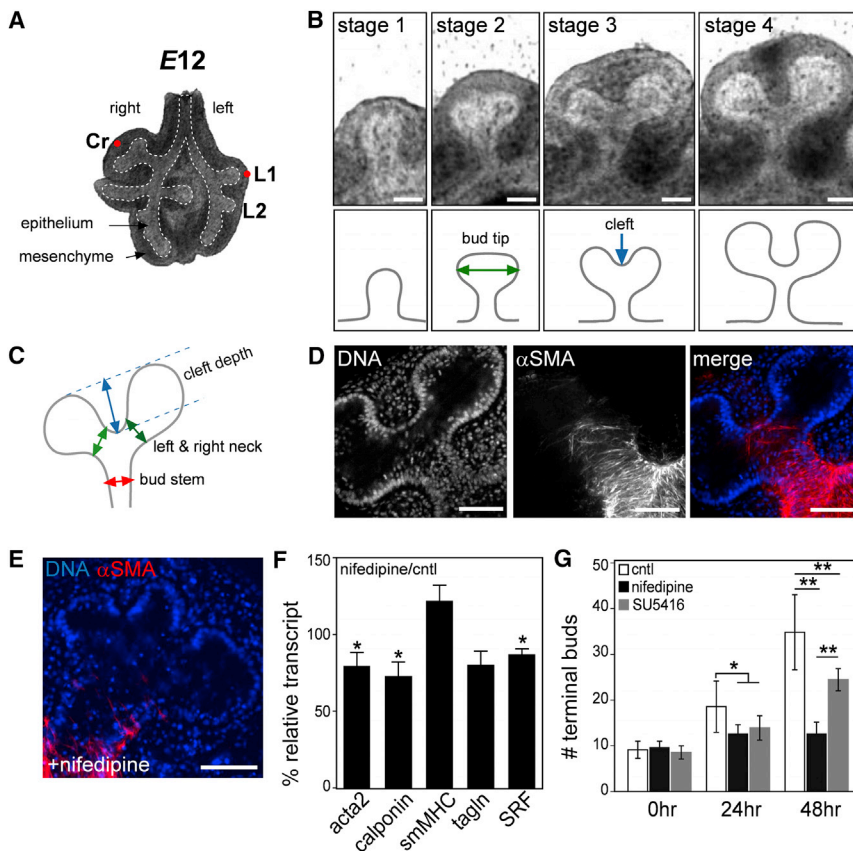 A
E12
right
left
Cr
L1
L2
epithelium
mesenchyme
B
stage 1
stage 2
stage 3
stage 4
bud tip
cleft
C
cleft depth
left & right neck
bud stem
D
DNA
αSMA
merge
E
DNA αSMA
+nifedipine
F
nifedipine/cntl
% relative transcript
150
100
50
0
*
*
*
acta2
calponin
smMHC
tagln
SRF
G
cntl
nifedipine
SU5416
# terminal buds
50
40
30
20
10
0
*
**
**
**
0hr
24hr
48hr